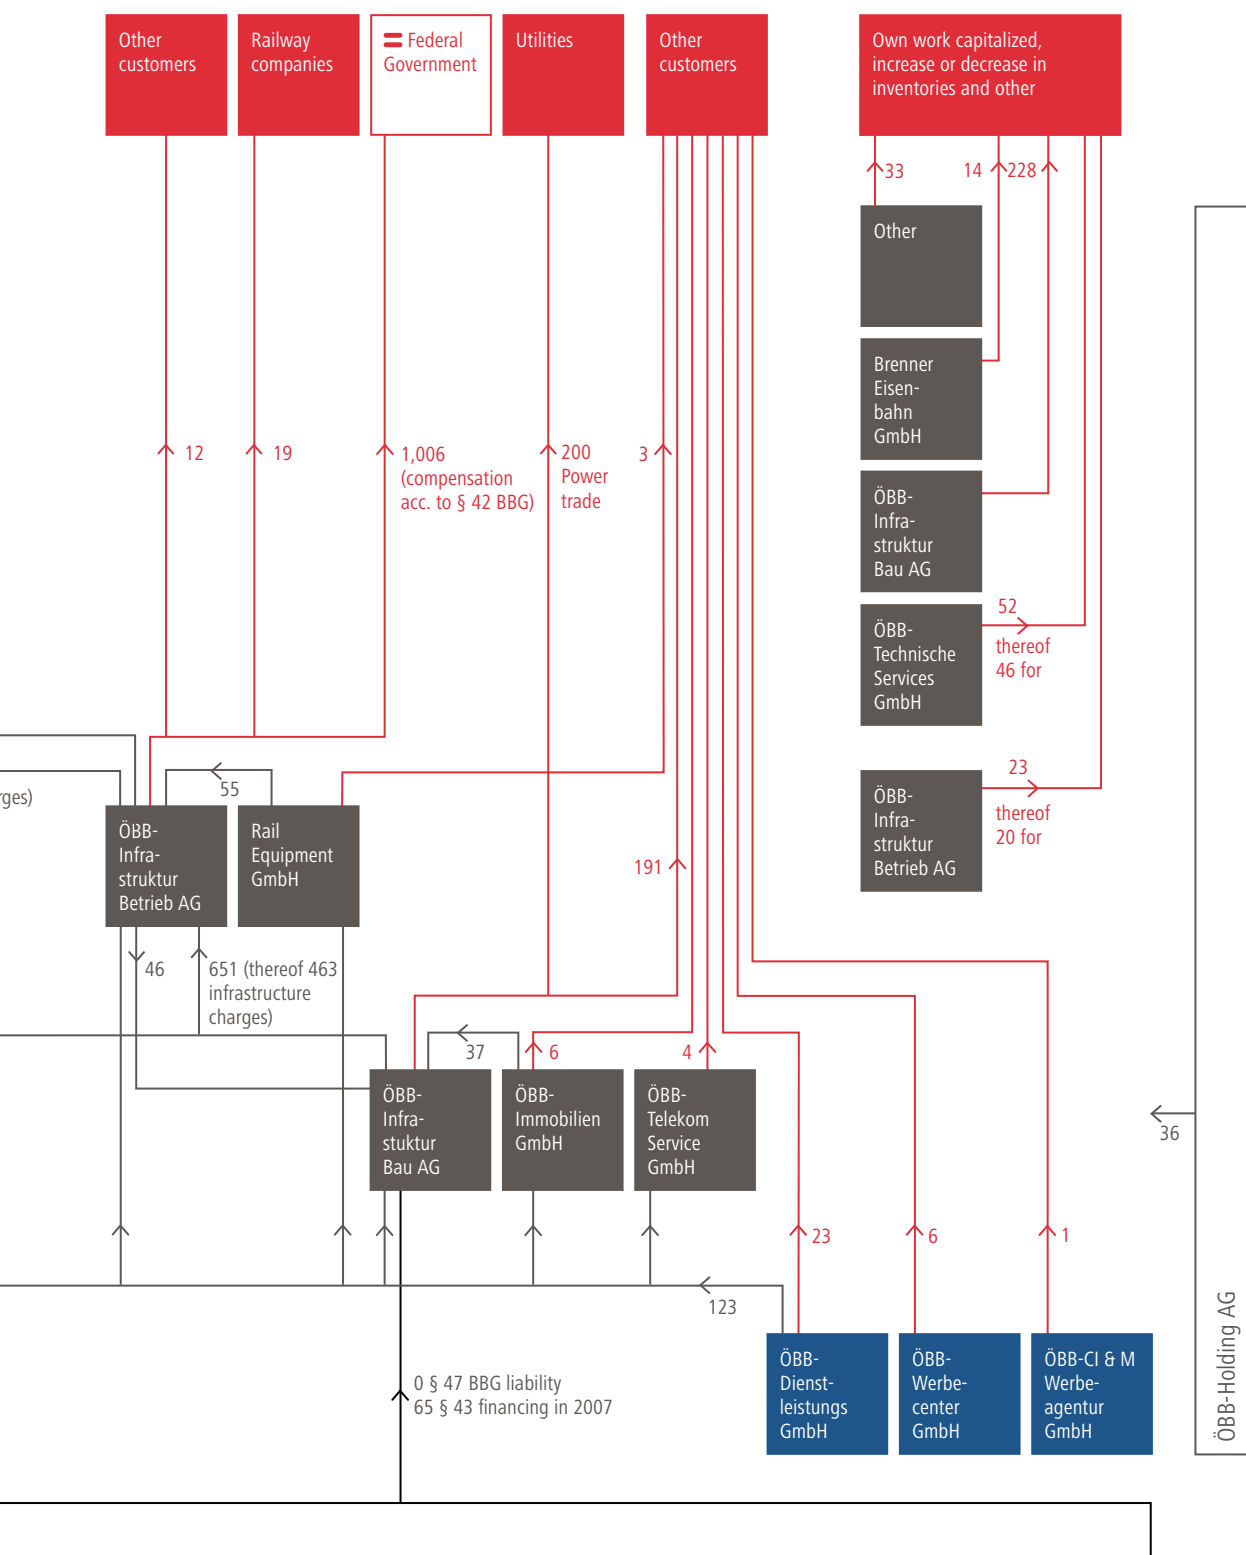 Other
customers
Railway
companies
Federal
Government
Utilities
Other
customers
Own work capitalized,
increase or decrease in
inventories and other
33
14
228
Other
Brenner
Eisen-
bahn
GmbH
12
19
1,006
(compensation
acc. to § 42 BBG)
200
Power
trade
3
ÖBB-
Infra-
struktur
Bau AG
52
thereof
46 for
ÖBB-
Technische
Services
GmbH
23
thereof
20 for
ÖBB-
Infra-
struktur
Betrieb AG
rges)
55
ÖBB-
Infra-
struktur
Betrieb AG
Rail
Equipment
GmbH
191
46
651 (thereof 463
infrastructure
charges)
37
6
4
ÖBB-
Infra-
stuktur
Bau AG
ÖBB-
Immobilien
GmbH
ÖBB-
Telekom
Service
GmbH
36
23
6
1
123
0 § 47 BBG liability
65 § 43 financing in 2007
ÖBB-
Dienst-
leistungs
GmbH
ÖBB-
Werbe-
center
GmbH
ÖBB-CI & M
Werbe-
agentur
GmbH
ÖBB-Holding AG